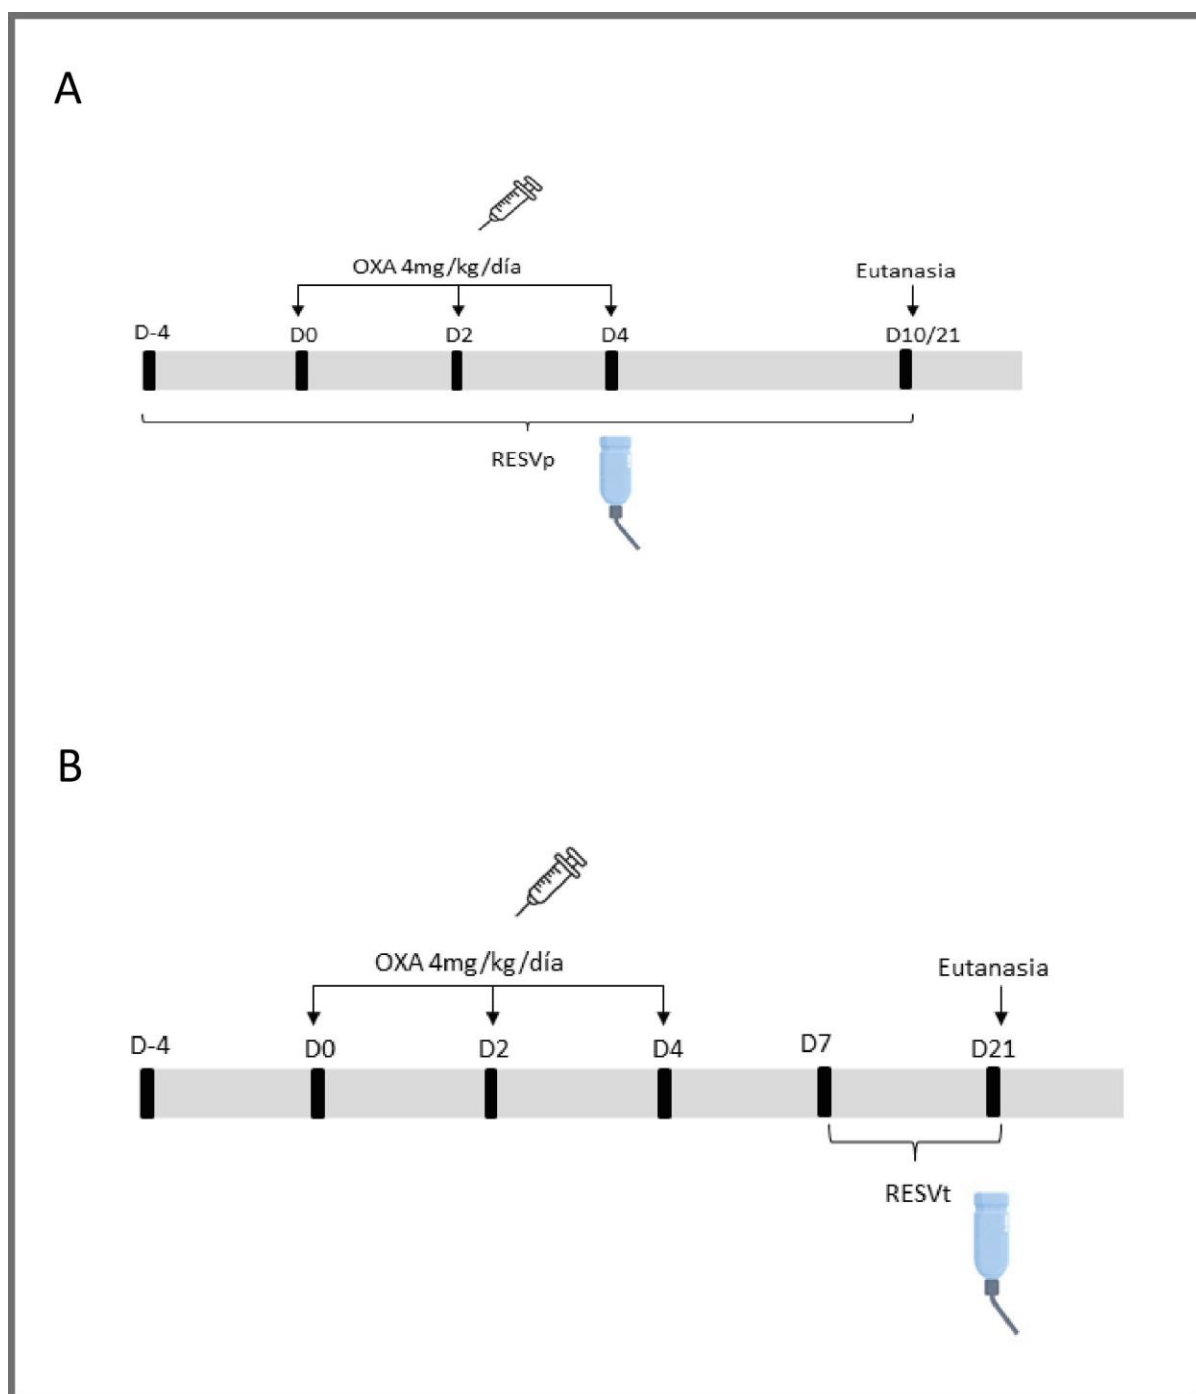 A
OXA 4mg/kg/día
Eutanasia
D-4 D0 D2 D4 D10/21
RESVp
B
OXA 4mg/kg/día
Eutanasia
D-4 D0 D2 D4 D7 D21
RESVt